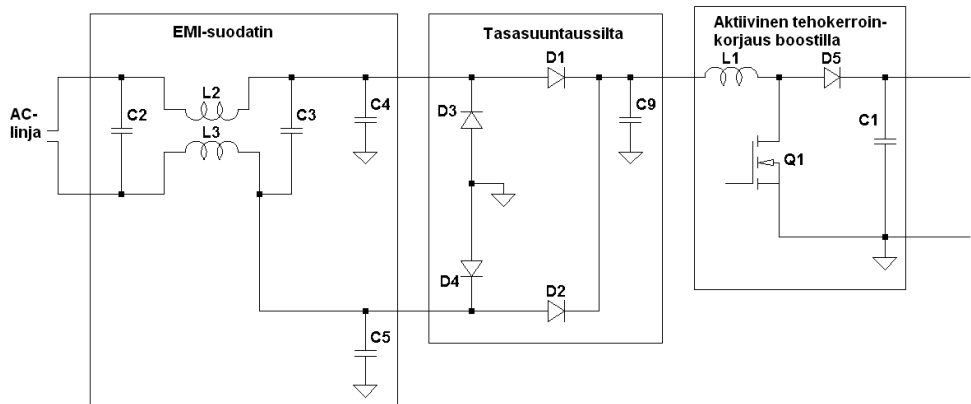 EMI-suodatin
Tasasuuntaussilta
Aktiivinen tehokerroin-
korjaus boostilla
AC-
linja
C2
L2
L3
C3
C4
D1
D3
C9
L1
D5
Q1
C1
D4
D2
C5